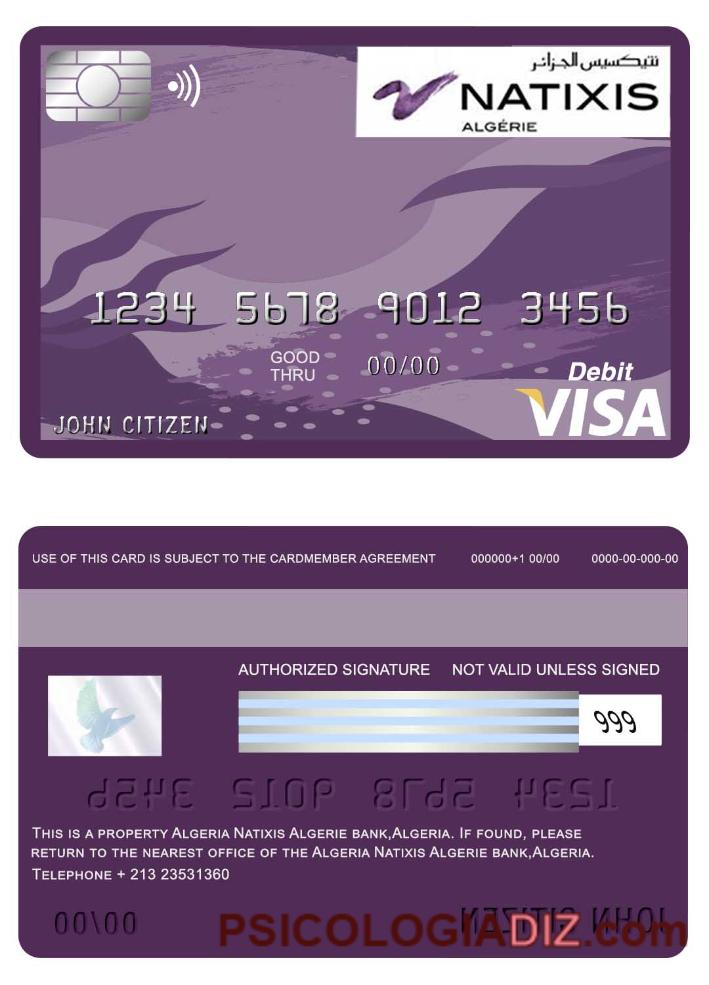 نتيكسيس الجزائر
NATIXIS
ALGÉRIE
1234 5678 9012 3456
GOOD THRU 00/00
Debit
VISA
JOHN CITIZEN
USE OF THIS CARD IS SUBJECT TO THE CARDMEMBER AGREEMENT 000000+1 00/00 0000-00-000-00
AUTHORIZED SIGNATURE NOT VALID UNLESS SIGNED
999
1234 5678 9012 3456
THIS IS A PROPERTY ALGERIA NATIXIS ALGERIE BANK,ALGERIA. IF FOUND, PLEASE
RETURN TO THE NEAREST OFFICE OF THE ALGERIA NATIXIS ALGERIE BANK,ALGERIA.
TELEPHONE + 213 23531360
00/00
JOHN CITIZEN
PSICOLOGIADIZ.com